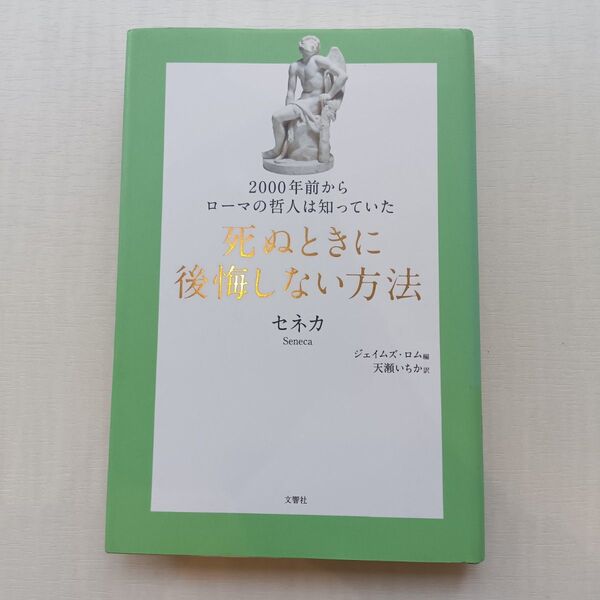 2000年前から
ローマの哲人は知っていた
死ぬときに
後悔しない方法
セネカ
Seneca
ジェイムズ・ロム 編
天瀬いちか 訳
文響社